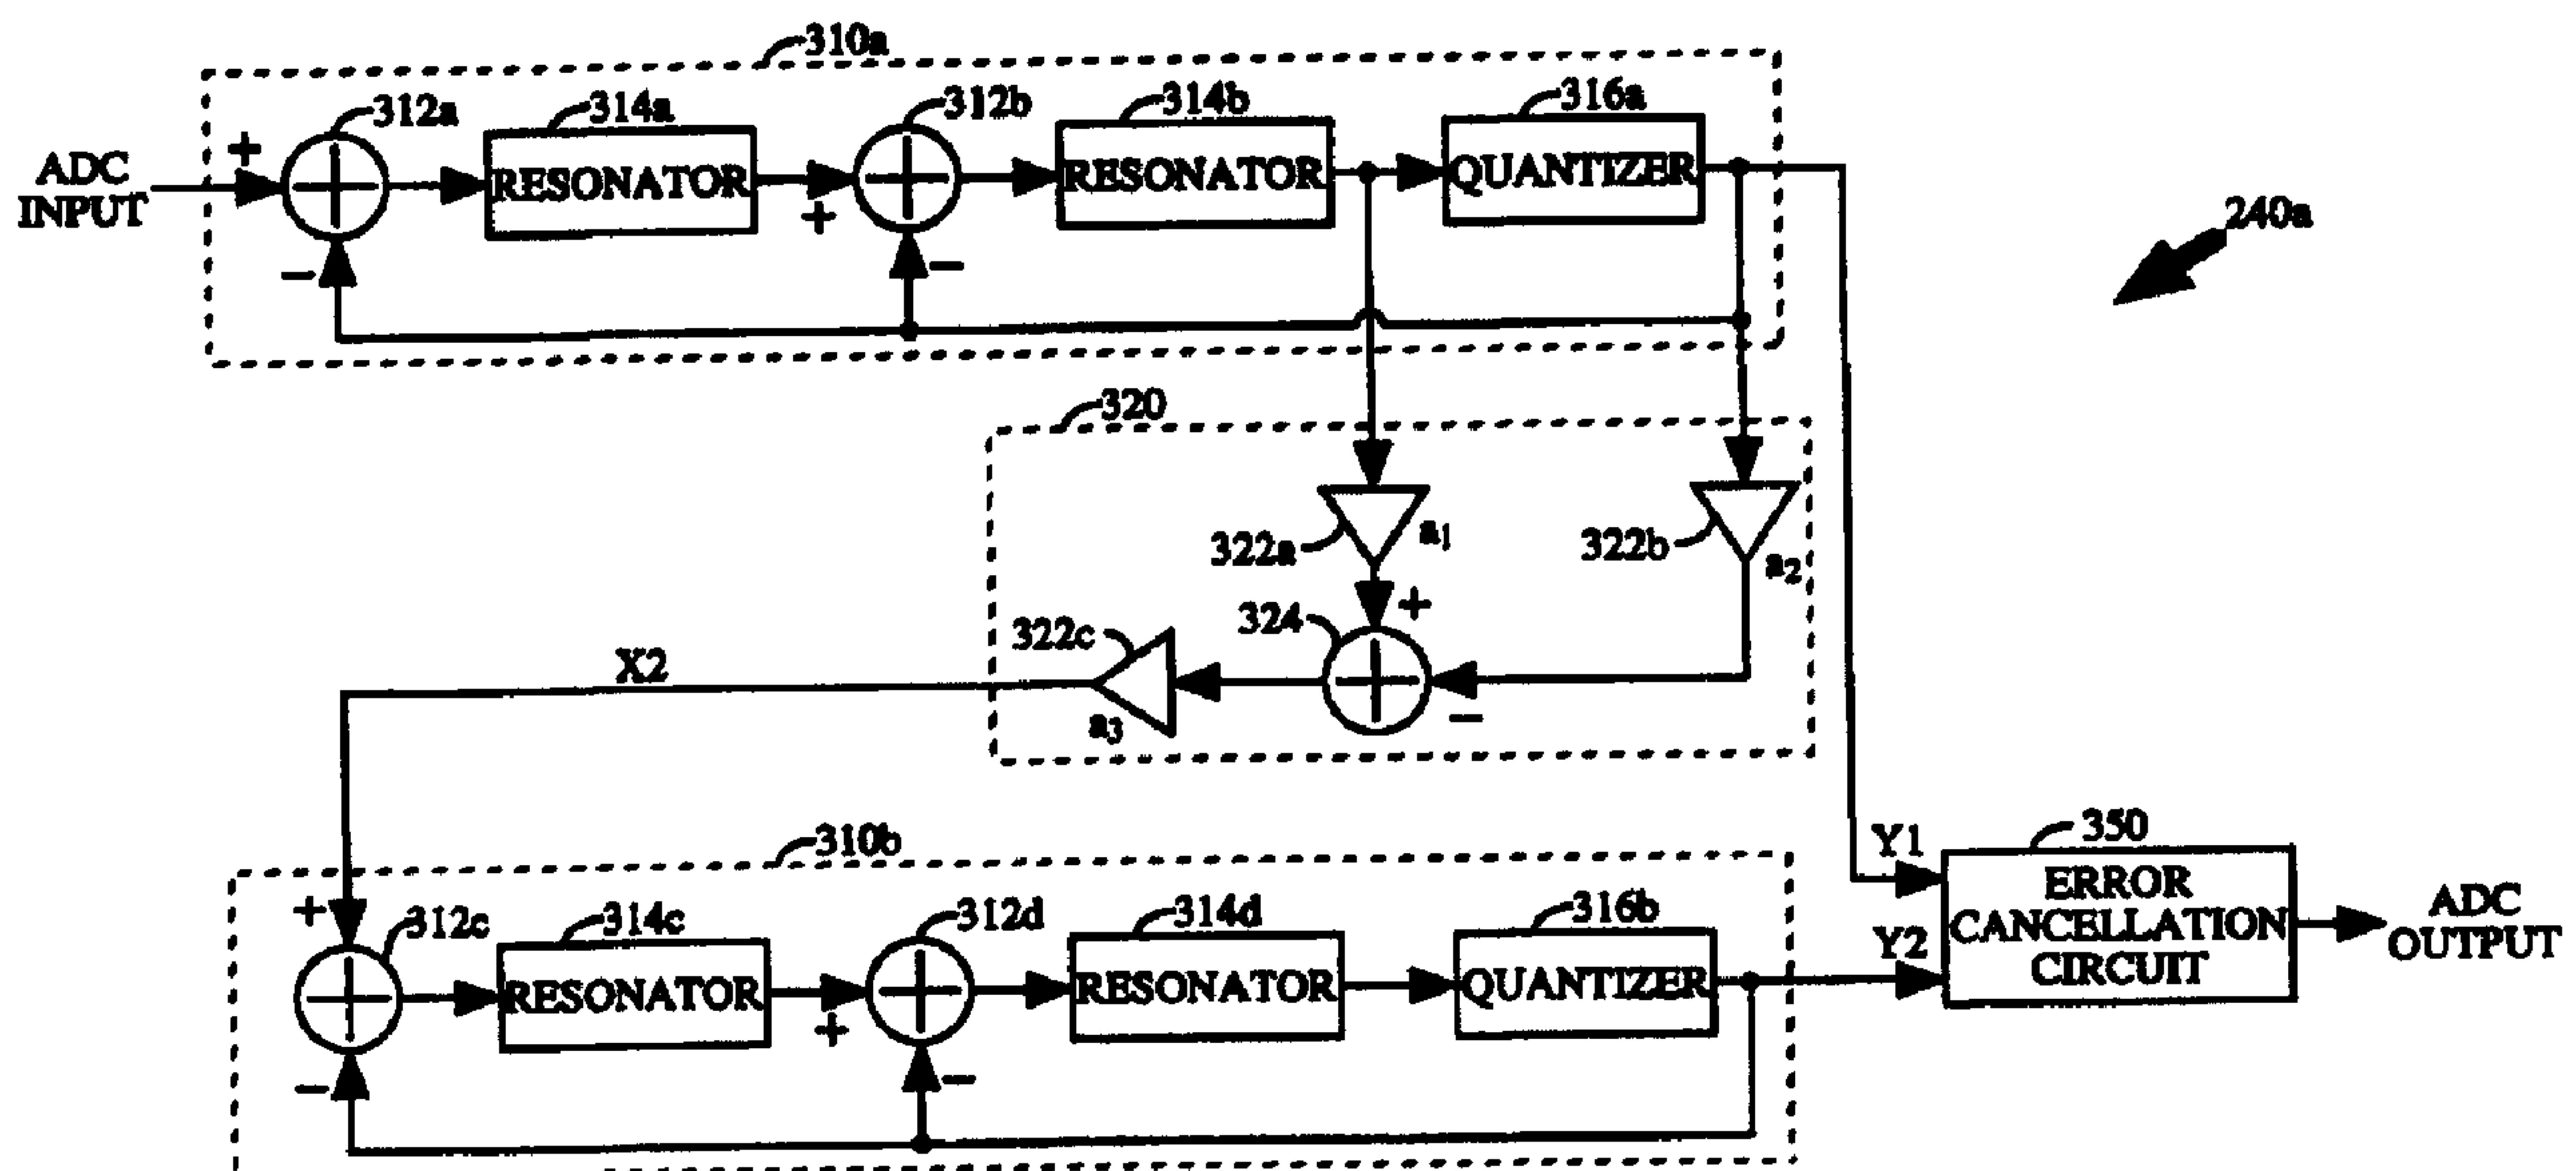 310a
312a
314a
312b
314b
316a
ADC
INPUT
+
RESONATOR
+
RESONATOR
QUANTIZER
240a
−
−
320
322a
a1
322b
a2
+
324
322c
X2
a3
−
310b
Y1
350
ERROR
CANCELLATION
CIRCUIT
ADC
OUTPUT
Y2
+
312c
314c
312d
314d
316b
RESONATOR
+
RESONATOR
QUANTIZER
−
−